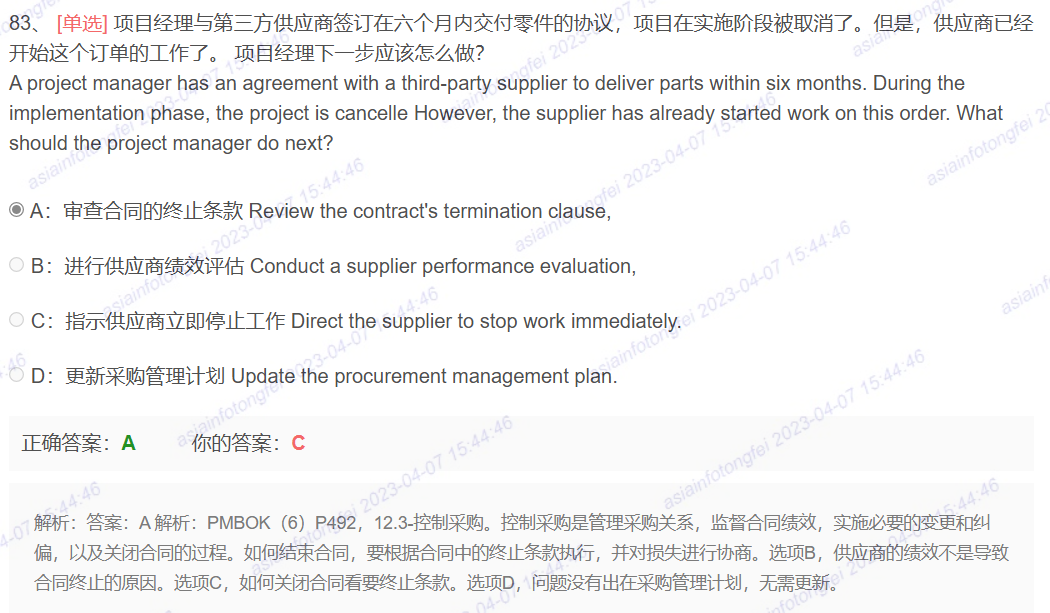 83、 [单选] 项目经理与第三方供应商签订在六个月内交付零件的协议，项目在实施阶段被取消了。但是，供应商已经
开始这个订单的工作了。 项目经理下一步应该怎么做?
A project manager has an agreement with a third-party supplier to deliver parts within six months. During the
implementation phase, the project is cancelle However, the supplier has already started work on this order. What
should the project manager do next?
A：审查合同的终止条款 Review the contract's termination clause,
B：进行供应商绩效评估 Conduct a supplier performance evaluation,
C：指示供应商立即停止工作 Direct the supplier to stop work immediately.
D：更新采购管理计划 Update the procurement management plan.
正确答案：A 你的答案：C
解析：答案：A 解析：PMBOK（6）P492，12.3-控制采购。控制采购是管理采购关系，监督合同绩效，实施必要的变更和纠
偏，以及关闭合同的过程。如何结束合同，要根据合同中的终止条款执行，并对损失进行协商。选项B，供应商的绩效不是导致
合同终止的原因。选项C，如何关闭合同看要终止条款。选项D，问题没有出在采购管理计划，无需更新。
asiainfotongfei 2023-04-07 15:44:46